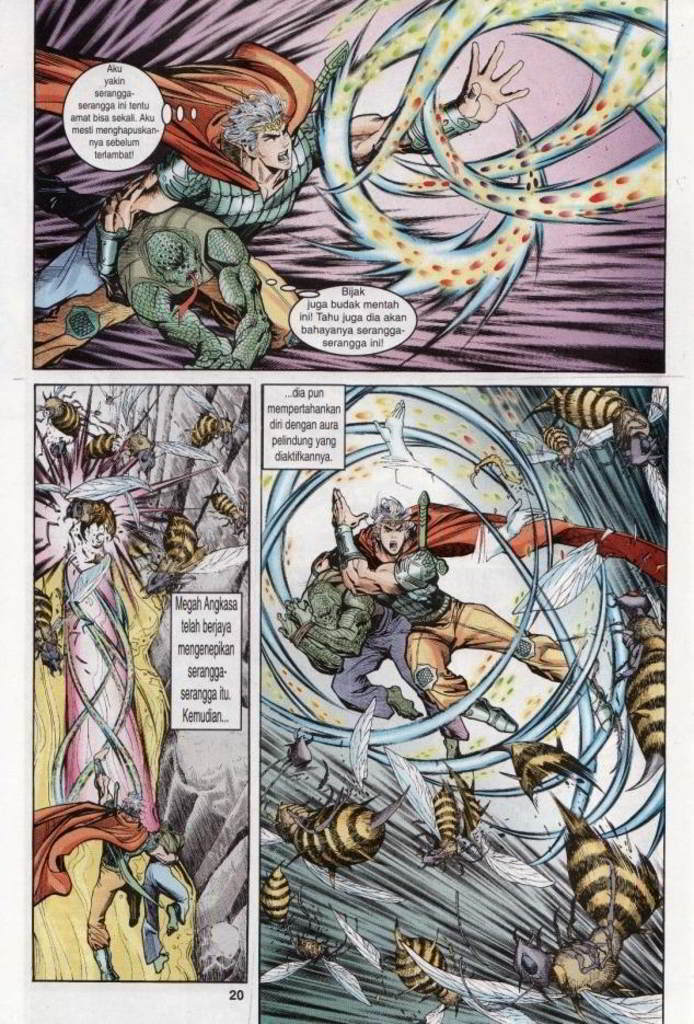 Aku
yakin
serangga-
serangga ini tentu
amat bisa sekali. Aku
mesti menghapuskan-
nya sebelum
terlambat!
Bijak
juga budak mentah
ini! Tahu juga dia akan
bahayanya serangga-
serangga ini!
Megah Angkasa
telah berjaya
mengenepikan
serangga-
serangga itu.
Kemudian...
...dia pun
mempertahankan
diri dengan aura
pelindung yang
diaktifkannya.
20